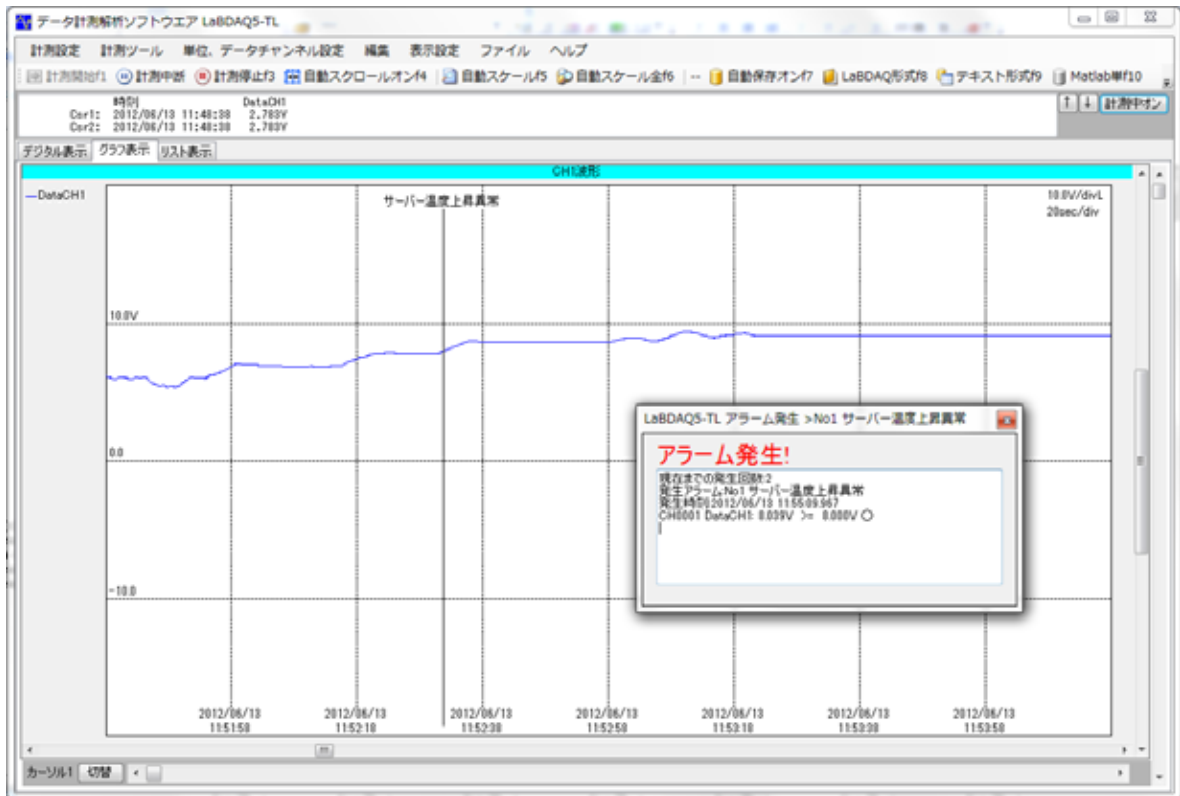 データ計測解析ソフトウエア LaBDAQ5-TL
計測設定 計測ツール 単位、データチャンネル設定 編集 表示設定 ファイル ヘルプ
計測開始f1 計測中断 計測停止f3 自動スクロールオンf4 自動スケールf5 自動スケール全f6 -- 自動保存オンf7 LaBDAQ形式f8 テキスト形式f9 Matlab単f10
時刻 DataCH1
Csr1: 2012/06/13 11:48:38 2.783V
Csr2: 2012/06/13 11:48:38 2.783V
↑ ↓ 計測中オン
デジタル表示 グラフ表示 リスト表示
CH1波形
DataCH1
サーバー温度上昇異常
10.0V/divL
20sec/div
10.0V
0.0
-10.0
LaBDAQ5-TL アラーム発生 >No1 サーバー温度上昇異常
アラーム発生!
現在までの発生回数:2
発生アラーム:No1 サーバー温度上昇異常
発生時刻:2012/06/13 11:55:09.967
CH0001 DataCH1: 8.039V >= 8.000V ○
2012/06/13 2012/06/13 2012/06/13 2012/06/13 2012/06/13 2012/06/13 2012/06/13
11:51:58 11:52:18 11:52:38 11:52:58 11:53:18 11:53:38 11:53:58
カーソル1 切替